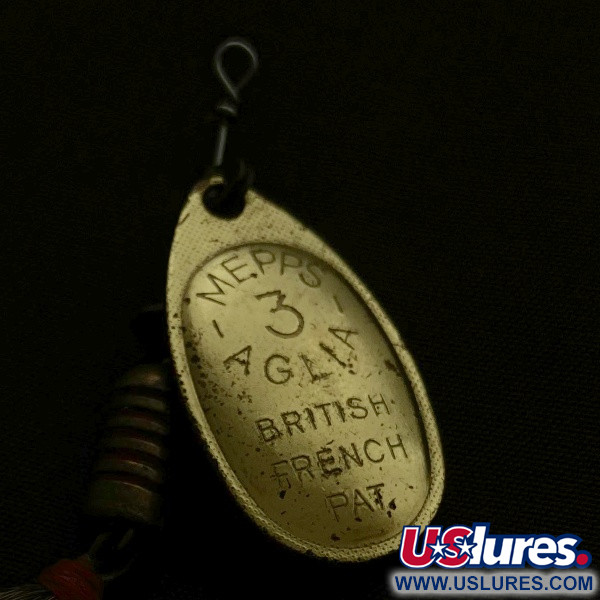 MEPPS
- 3 -
AGLIA
BRITISH
FRENCH
PAT.
USlures.
WWW.USLURES.COM